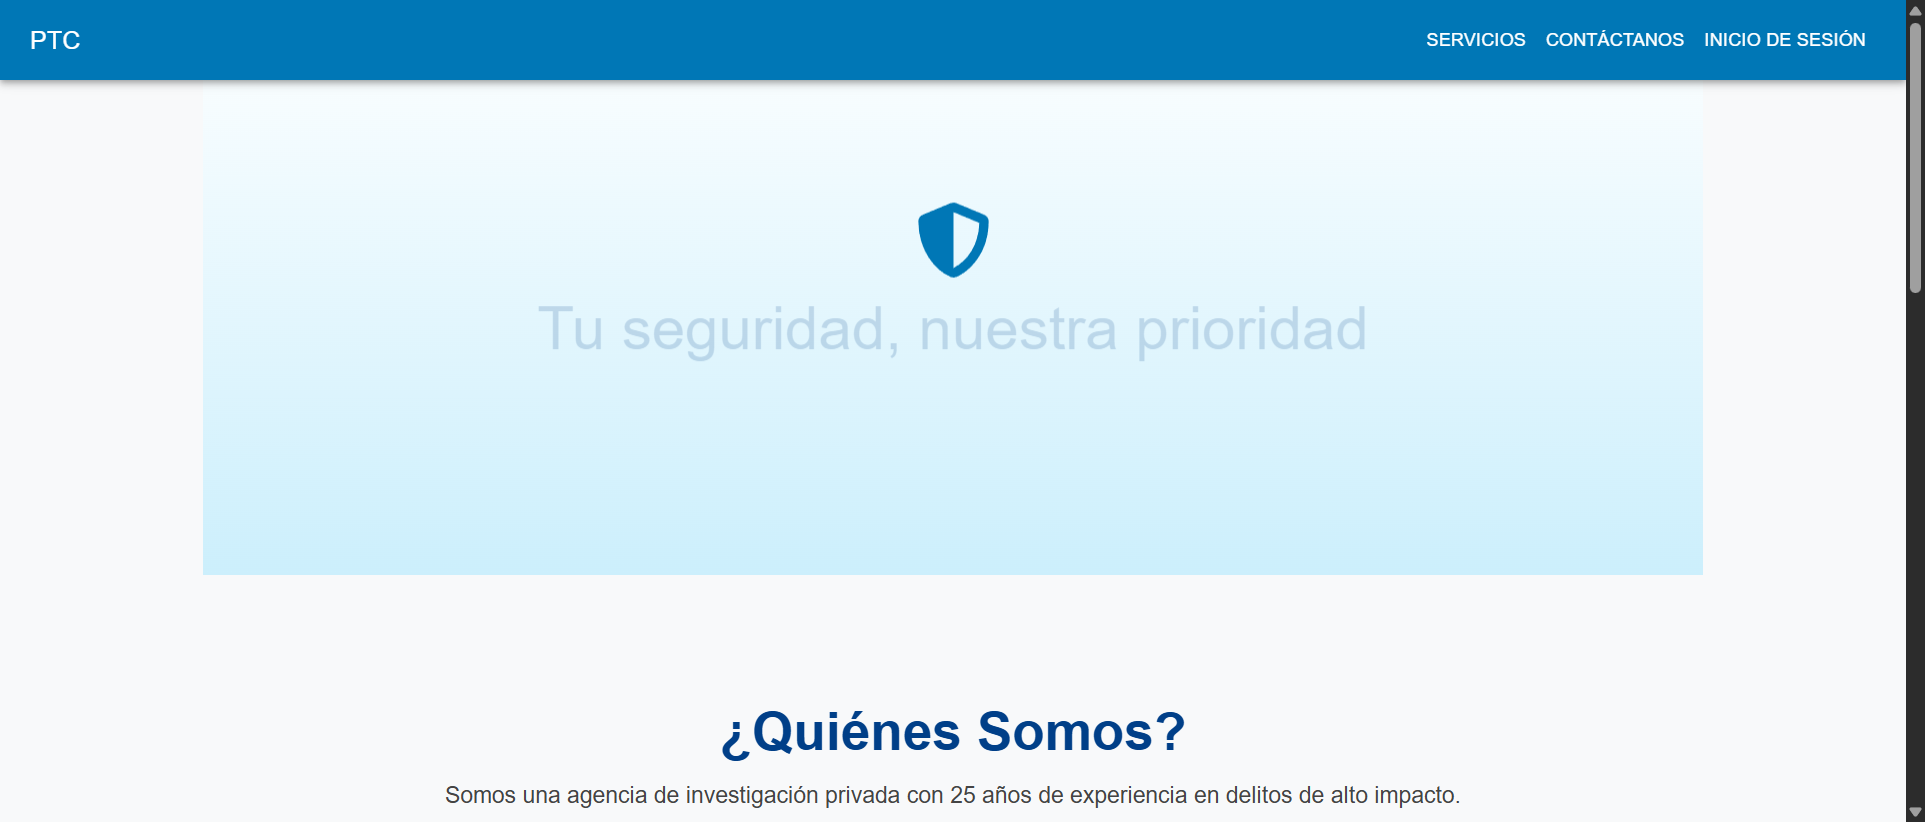 PTC
SERVICIOS CONTÁCTANOS INICIO DE SESIÓN
Tu seguridad, nuestra prioridad
¿Quiénes Somos?
Somos una agencia de investigación privada con 25 años de experiencia en delitos de alto impacto.